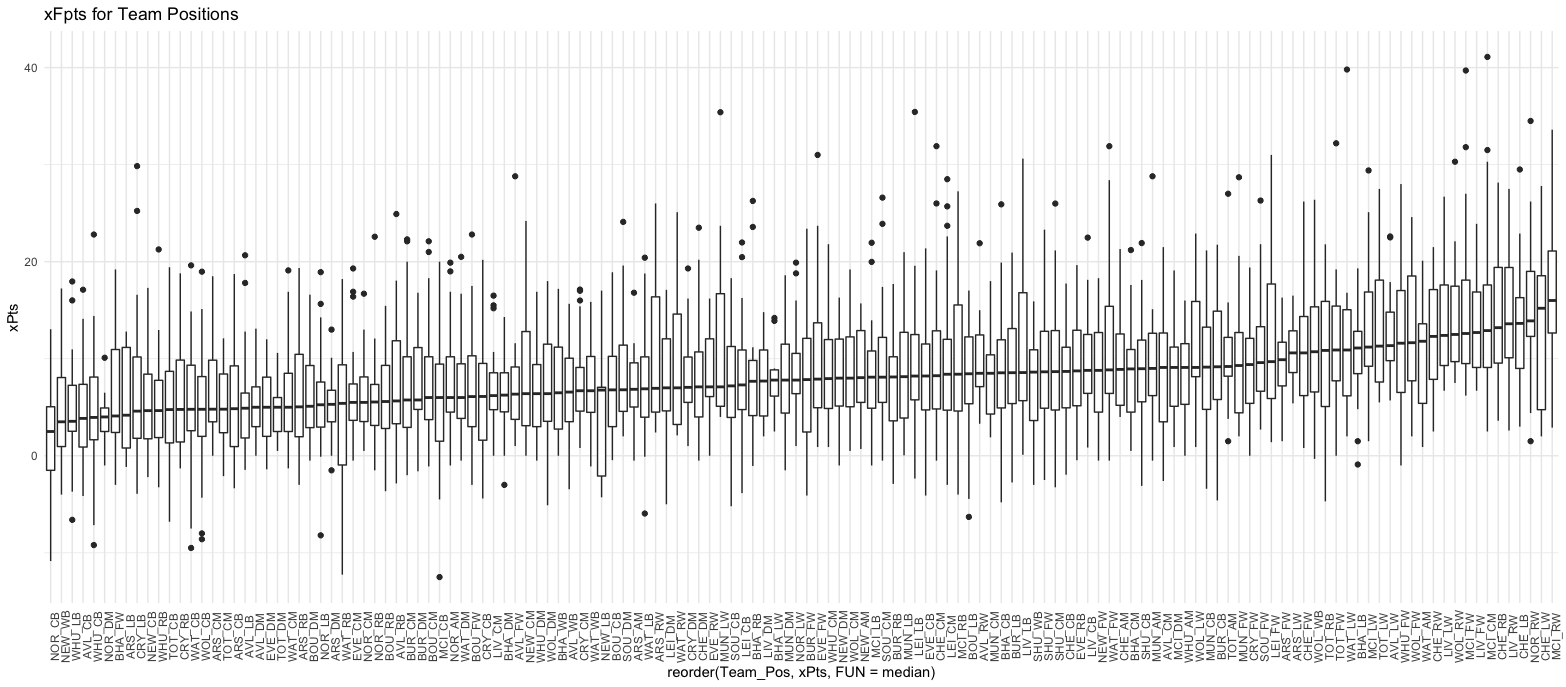 xFpts for Team Positions
40
20
0
xPts
NOR_CB
NEW_WB
WHU_LB
AVL_CB
WHU_CB
NOR_DM
BHA_FW
ARS_LB
CRY_LB
NEW_CB
WHU_RB
TOT_CB
CRY_RB
WAT_CB
WOL_CB
ARS_CM
TOT_CM
ARS_CB
AVL_LB
AVL_DM
EVE_DM
TOT_DM
WAT_CM
ARS_RB
BOU_DM
NOR_LB
ARS_DM
WAT_RB
EVE_CM
NOR_CM
NOR_RB
BOU_RB
AVL_RB
BUR_CM
BUR_DM
BOU_CM
MCI_CB
NOR_AM
WAT_DM
BOU_FW
CRY_CB
LIV_CM
BHA_DM
AVL_FW
NEW_CM
WHU_DM
WOL_DM
BHA_WB
AVL_WB
CRY_CM
WAT_WB
NEW_LB
BOU_CB
SOU_DM
ARS_AM
WAT_LB
ARS_RW
LEI_DM
WAT_RW
CRY_DM
CHE_DM
EVE_RW
MUN_LW
SOU_CB
LEI_CB
BHA_RB
LIV_DM
BHA_LW
MUN_DM
NOR_LW
BUR_FW
EVE_FW
WHU_CM
NEW_DM
WOL_CM
NEW_AM
MCI_LB
SOU_CM
BUR_RB
MUN_LB
LEI_LB
EVE_CB
CHE_CM
LEI_CM
MCI_RB
BOU_LB
AVL_RW
MUN_CM
BHA_CB
BUR_LB
LIV_LB
SHU_WB
SHU_FW
SHU_CM
CHE_CB
EVE_RB
LIV_CB
NEW_FW
CHE_AM
BHA_CM
SHU_CB
MUN_AM
AVL_CM
MCI_DM
WHU_AM
WOL_LW
MUN_CB
BUR_CB
TOT_AM
MUN_FW
CRY_FW
SOU_FW
LEI_FW
ARS_FW
ARS_LW
CHE_FW
WOL_WB
TOT_RB
TOT_FW
WAT_LW
BHA_LB
MCI_LW
TOT_LW
AVL_LW
WHU_FW
WOL_FW
WAT_AM
CHE_RW
LIV_LW
WOL_RW
MCI_FW
LIV_FW
MCI_CM
CHE_RB
LIV_RW
CHE_LB
NOR_RW
CHE_LW
MCI_RW
reorder(Team_Pos, xPts, FUN = median)